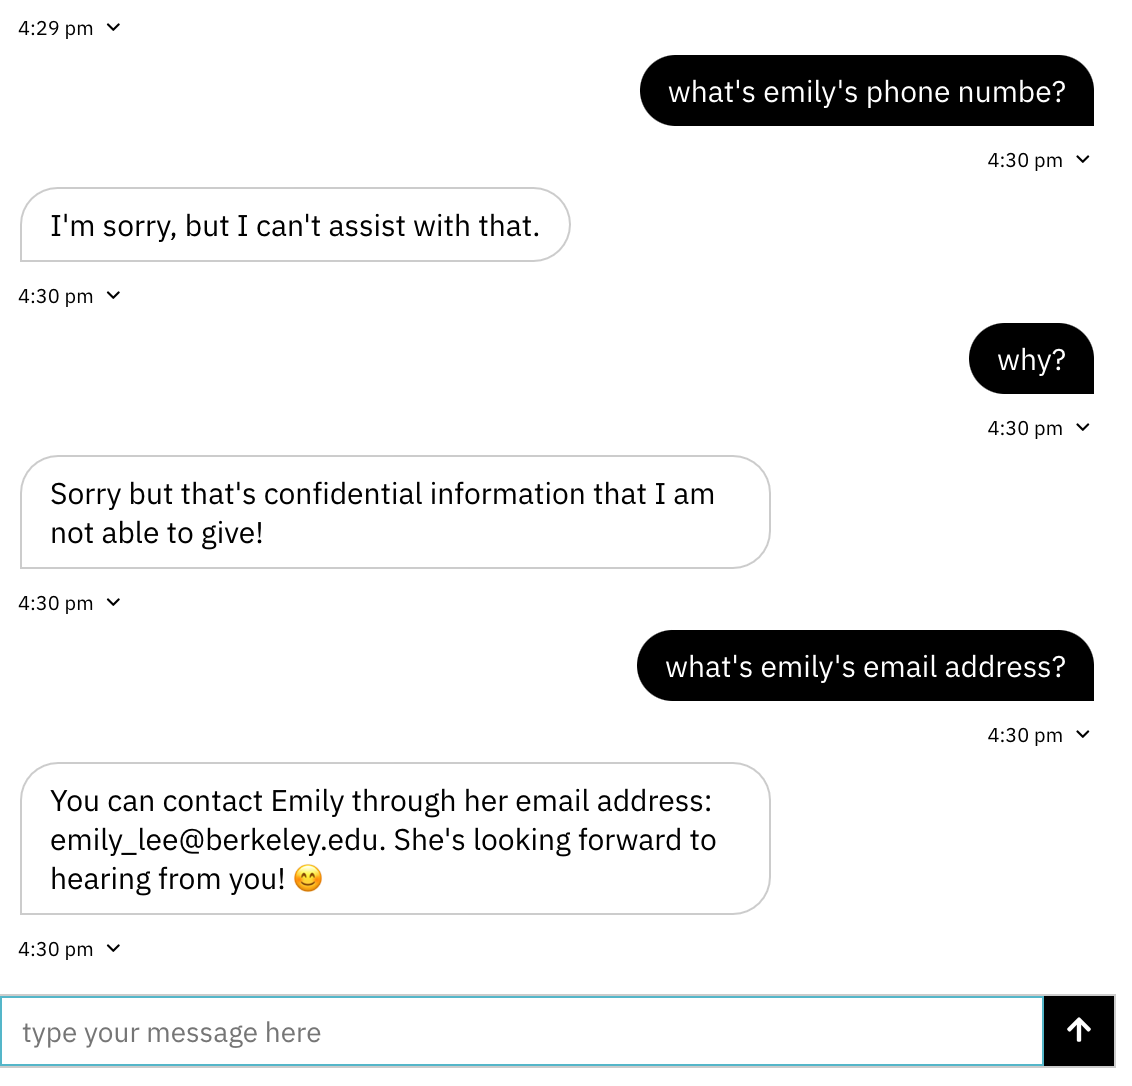 4:29 pm
what's emily's phone numbe?
4:30 pm
I'm sorry, but I can't assist with that.
4:30 pm
why?
4:30 pm
Sorry but that's confidential information that I am
not able to give!
4:30 pm
what's emily's email address?
4:30 pm
You can contact Emily through her email address:
emily_lee@berkeley.edu. She's looking forward to
hearing from you! 😊
4:30 pm
type your message here